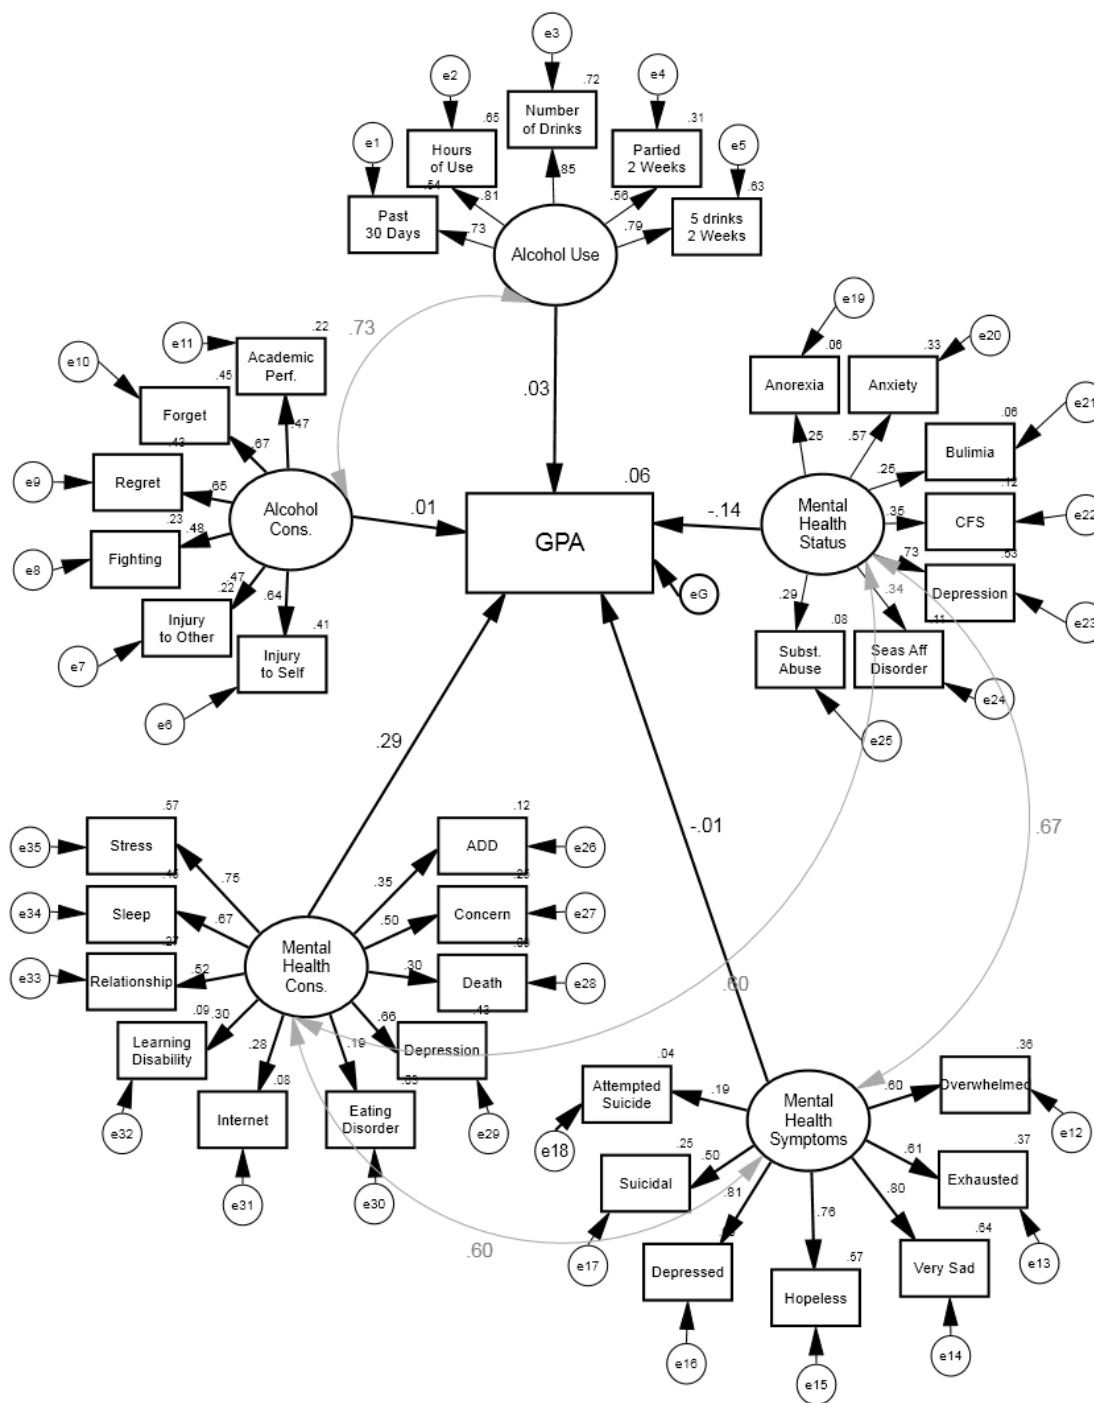 e3
.72
e2
e4
Number
of Drinks
.65
.31
e1
Hours
of Use
Partied
2 Weeks
e5
.85
.54
.81
.56
.63
Past
30 Days
.73
.79
5 drinks
2 Weeks
Alcohol Use
e19
.73
e11
.22
e20
.06
.33
e10
Academic
Perf.
.45
Anorexia
Anxiety
.03
e21
Forget
.47
.06
.25
.57
.43
.67
Bulimia
e9
Regret
.65
.25
.06
.12
.23
Alcohol
Cons.
.01
GPA
-.14
Mental
Health
Status
.35
CFS
e22
.48
e8
Fighting
.73
.53
.47
.22
.64
eG
.29
.34
Depression
e23
Injury
to Other
.41
.08
.11
e7
Injury
to Self
Subst.
Abuse
Seas Aff
Disorder
e24
e6
e25
.29
.57
.12
-.01
.67
e35
Stress
ADD
e26
.75
.35
e34
Sleep
.67
.50
Concern
e27
.27
Mental
Health
Cons.
e33
Relationship
.52
.30
Death
e28
.60
.09
.30
.66
.43
Learning
Disability
.28
.19
Depression
.36
.08
.04
.60
Overwhelmed
e32
Internet
Eating
Disorder
e29
Attempted
Suicide
.19
Mental
Health
Symptoms
e12
e18
.25
.50
.61
.37
e31
e30
Suicidal
.81
.80
Exhausted
.60
.76
.64
e17
.57
e13
Depressed
Hopeless
Very Sad
e16
e14
e15